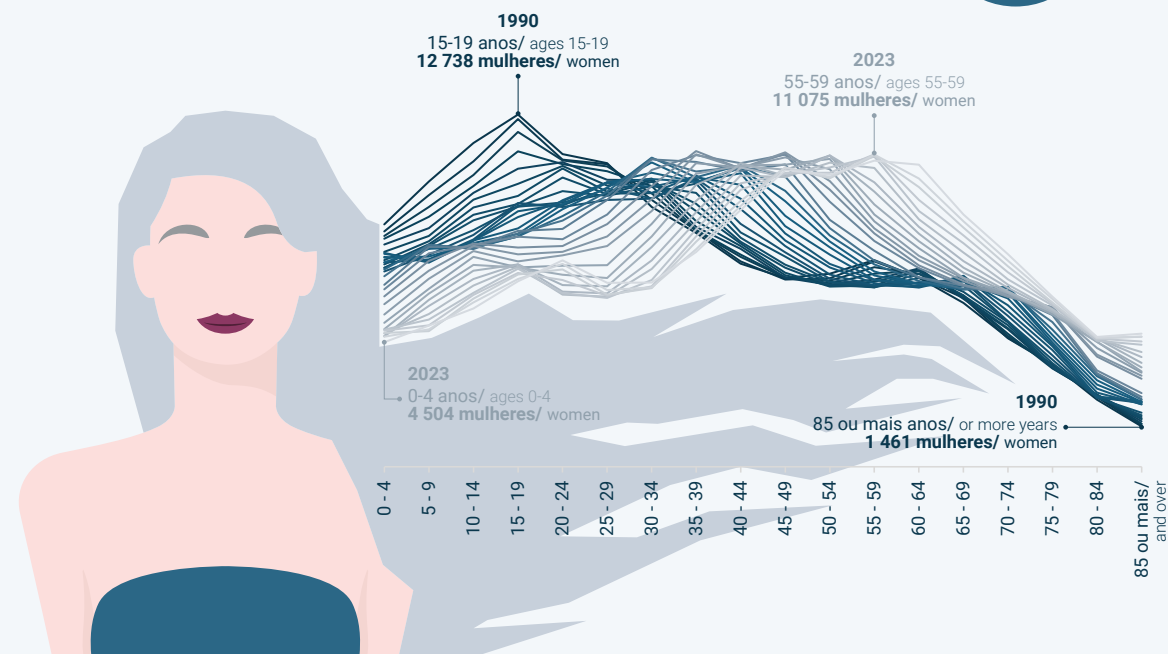 1990
15-19 anos/ ages 15-19
12 738 mulheres/ women
2023
55-59 anos/ ages 55-59
11 075 mulheres/ women
2023
0-4 anos/ ages 0-4
4 504 mulheres/ women
1990
85 ou mais anos/ or more years
1 461 mulheres/ women
0 - 4
5 - 9
10 - 14
15 - 19
20 - 24
25 - 29
30 - 34
35 - 39
40 - 44
45 - 49
50 - 54
55 - 59
60 - 64
65 - 69
70 - 74
75 - 79
80 - 84
85 ou mais/
and over